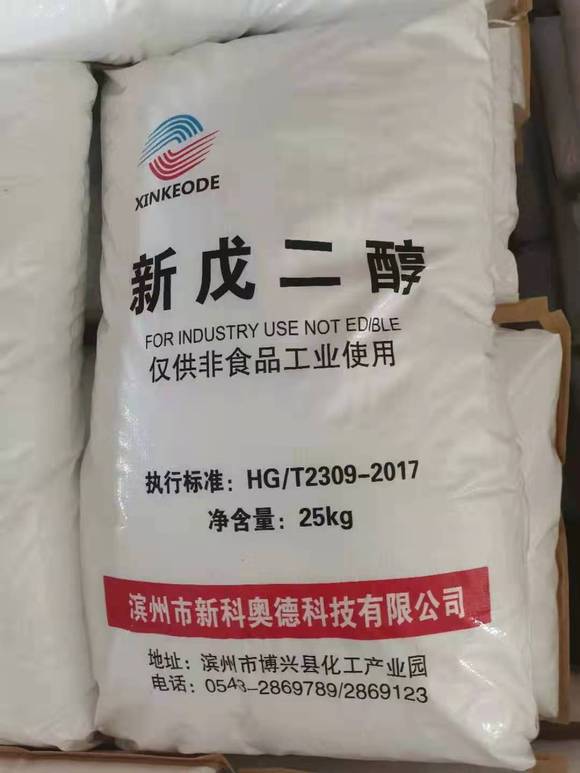 XINKEODE
新戊二醇
FOR INDUSTRY USE NOT EDIBLE
仅供非食品工业使用
执行标准：HG/T2309-2017
净含量：25kg
滨州市新科奥德科技有限公司
地址：滨州市博兴县化工产业园
电话：0543-2869789/2869123